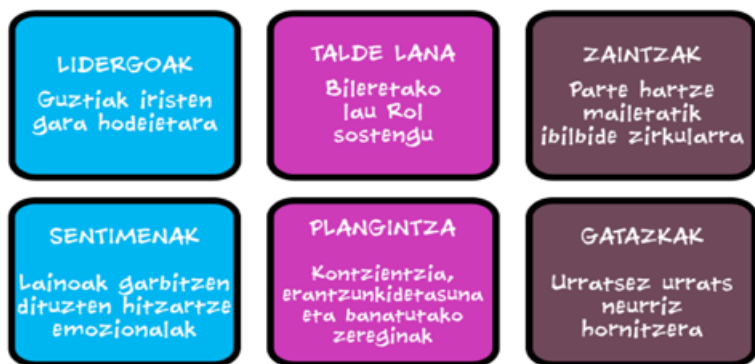 LIDERGOAK
Guztiak iristen
gara hodeietara
TALDE LANA
Bileretako
lau Rol
sostengu
ZAINTZAK
Parte hartze
mailetatik
ibilbide zirkularra
SENTIMENAK
Lainoak garbitzen
dituzten hitzartze
emozionalak
PLANGINTZA
Kontzientzia,
erantzunkidetasuna
eta banatutako
zereginak
GATAZKAK
Urratsez urrats
neurriz
hornitzera